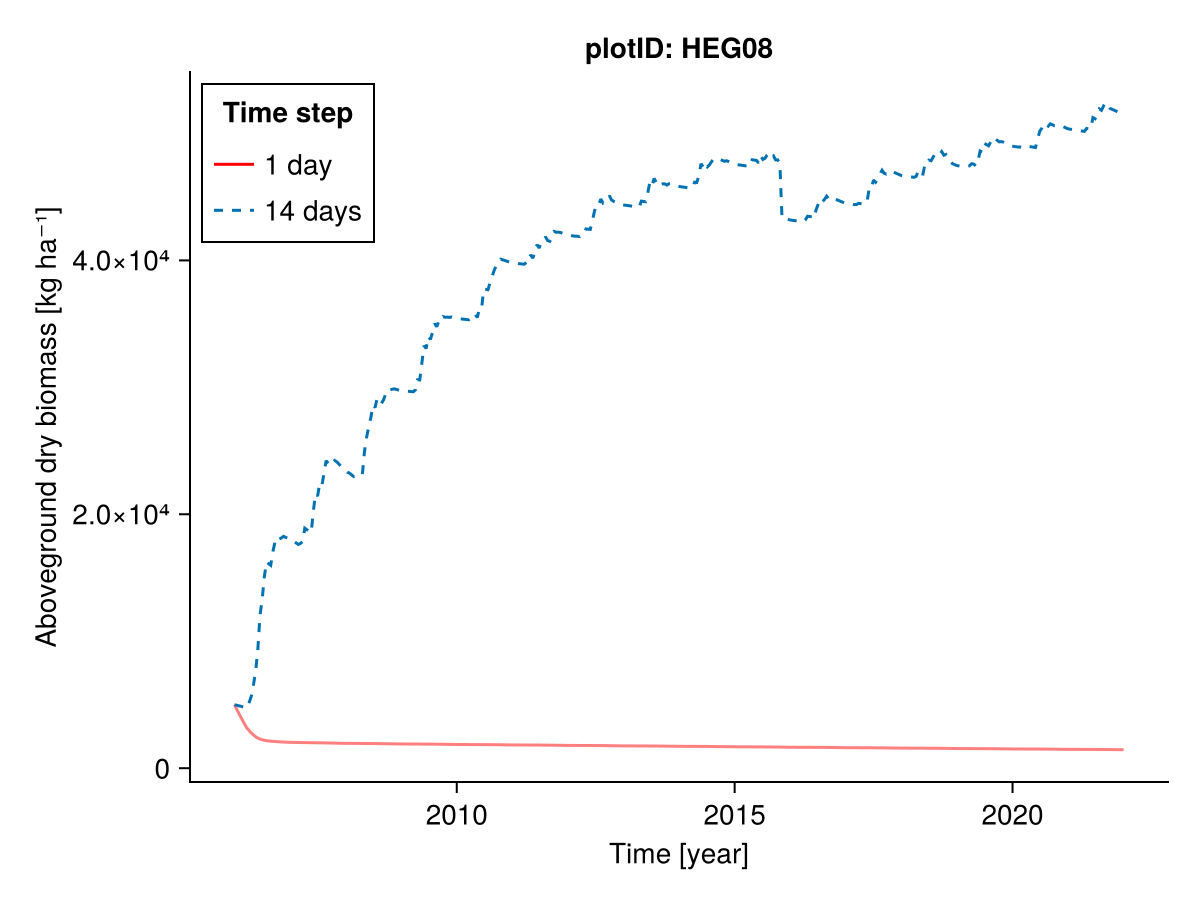 plotID: HEG08
Time step
1 day
14 days
Aboveground dry biomass [kg ha⁻¹]
4.0×10⁴
2.0×10⁴
0
2010
2015
2020
Time [year]